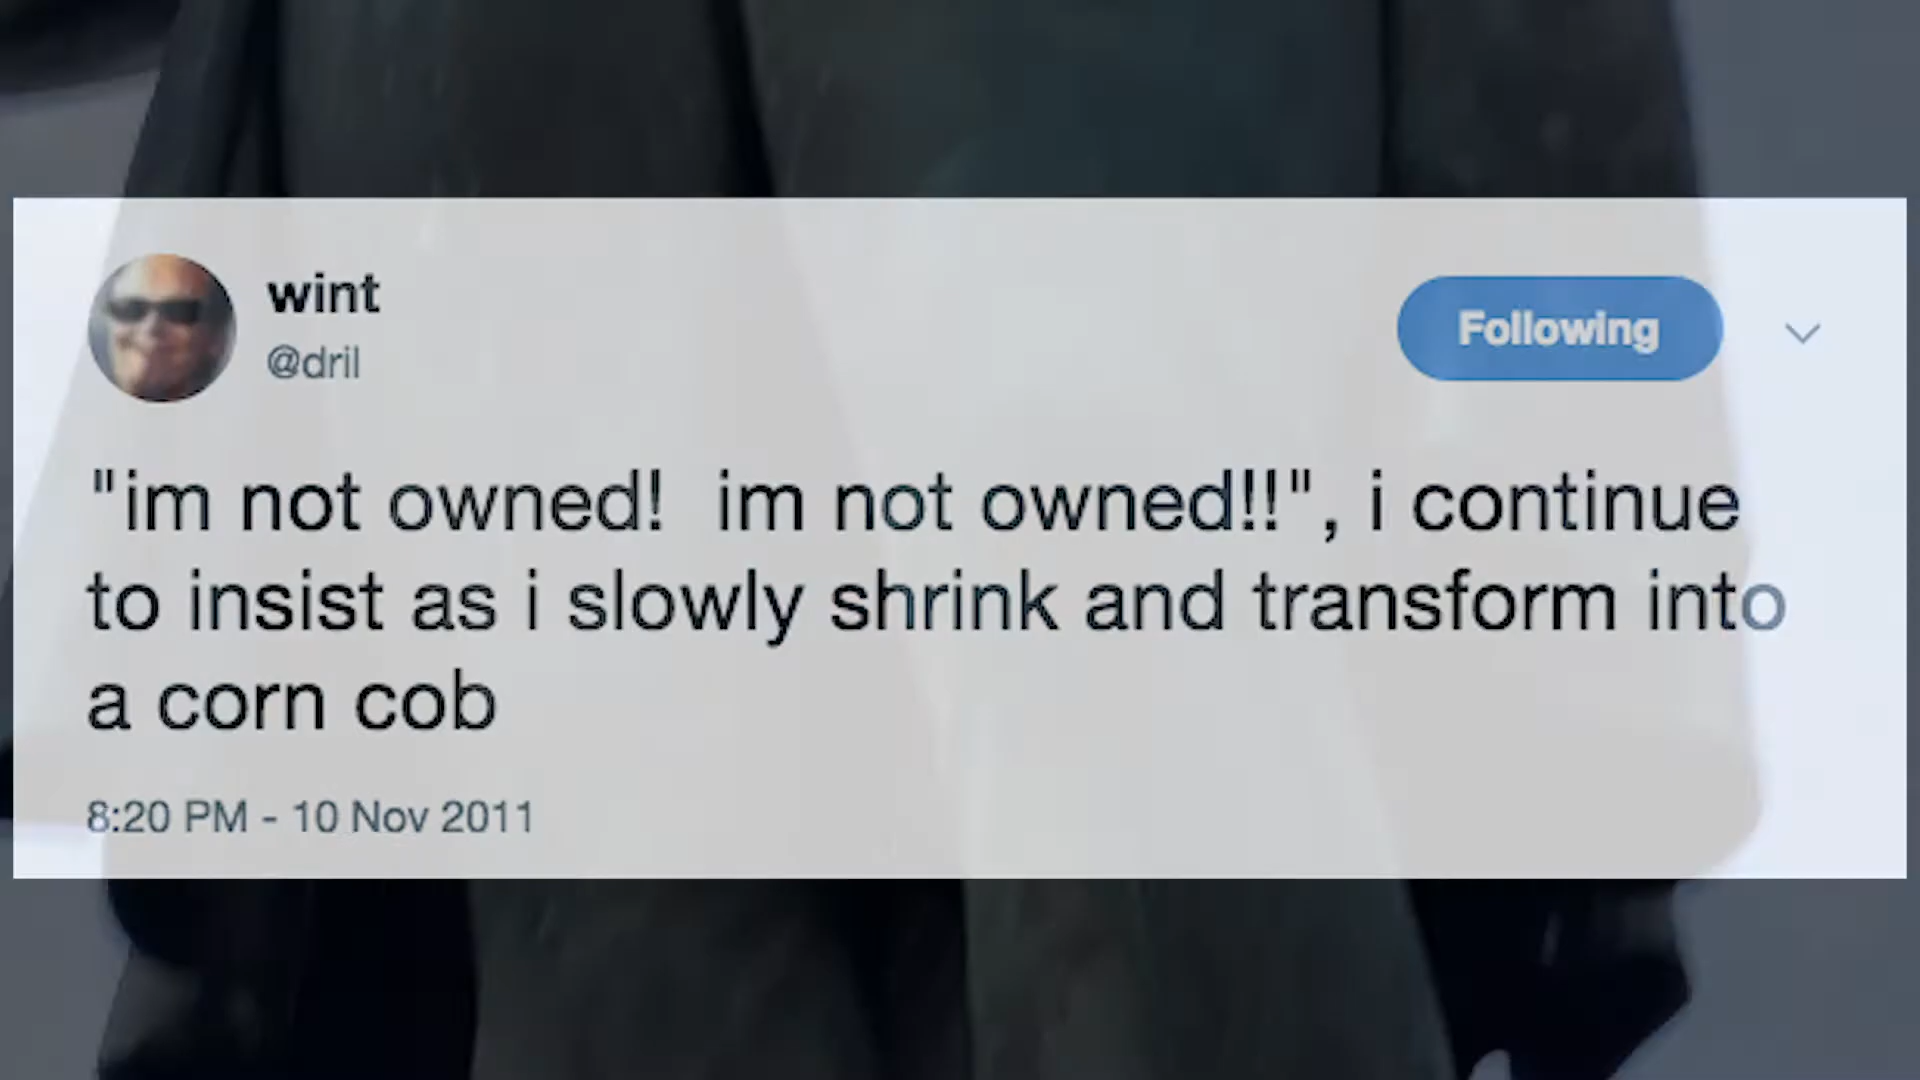 wint
@dril
Following
"im not owned!  im not owned!!", i continue
to insist as i slowly shrink and transform into
a corn cob
8:20 PM - 10 Nov 2011